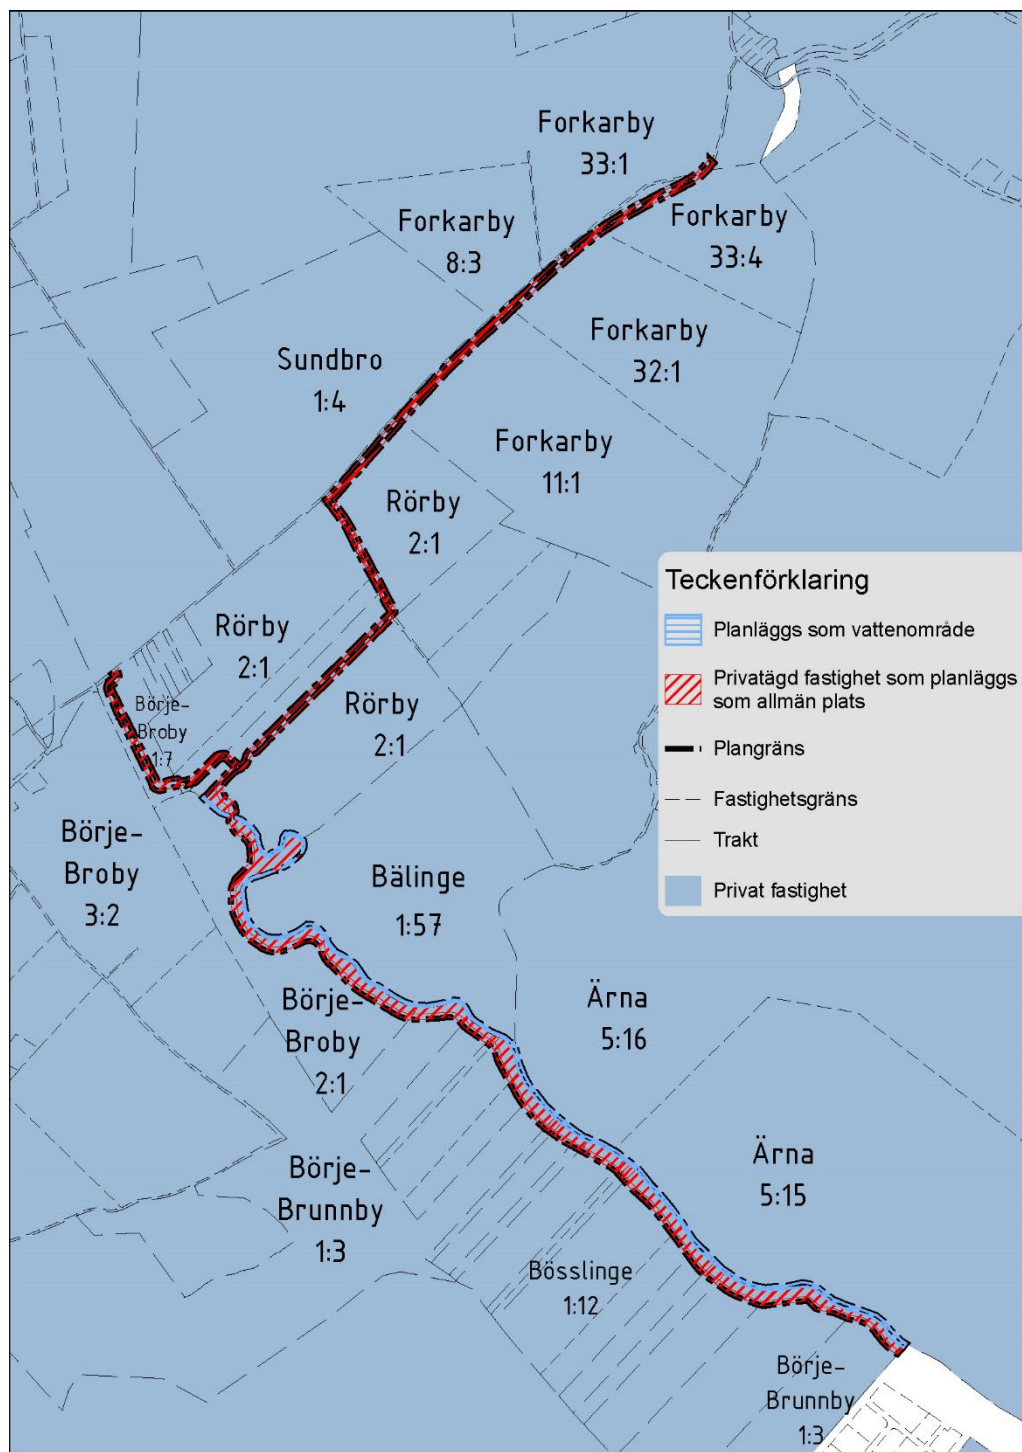 Forkarby
33:1
Forkarby
8:3
Forkarby
33:4
Forkarby
32:1
Sundbro
1:4
Forkarby
11:1
Rörby
2:1
Teckenförklaring
Planläggs som vattenområde
Privatägd fastighet som planläggs
som allmän plats
Plangräns
Fastighetsgräns
Trakt
Privat fastighet
Rörby
2:1
Rörby
2:1
Börje-
Broby
1:7
Börje-
Broby
3:2
Bälinge
1:57
Börje-
Broby
2:1
Ärna
5:16
Ärna
5:15
Börje-
Brunnby
1:3
Bösslinge
1:12
Börje-
Brunnby
1:3